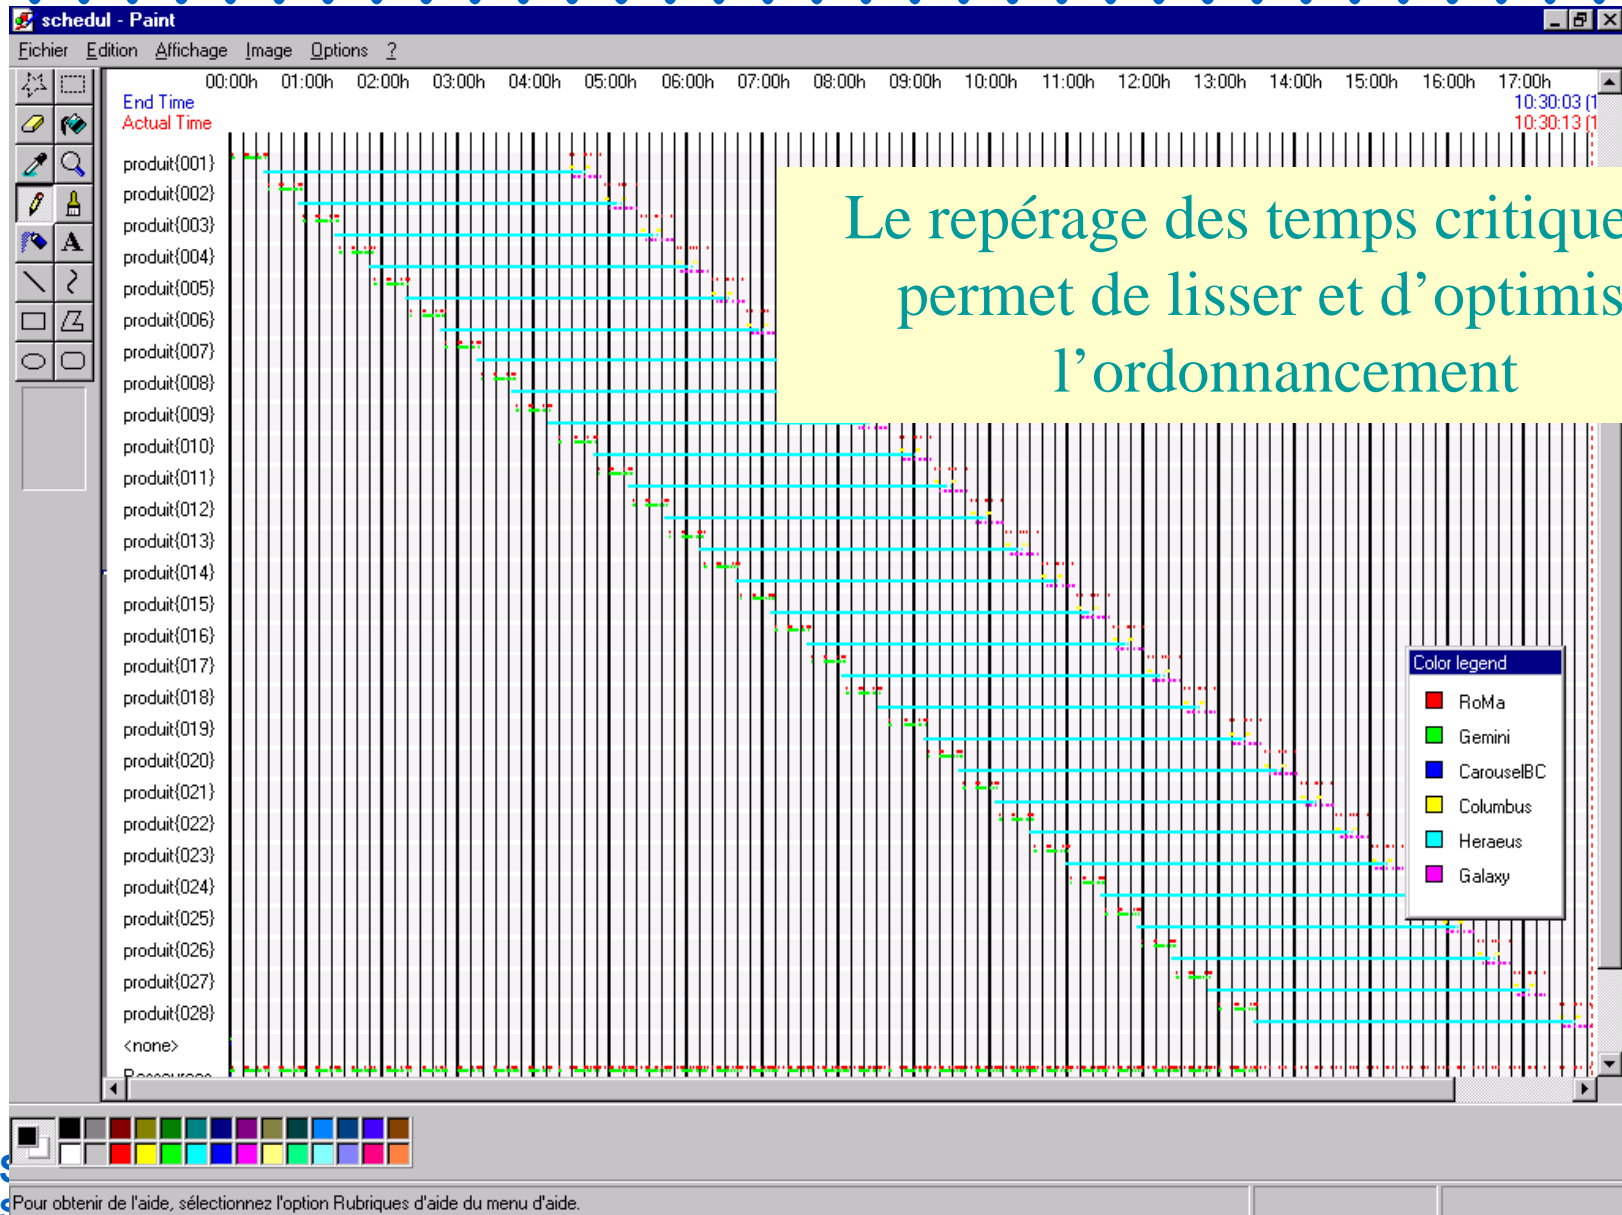 schedul - Paint
Fichier Edition Affichage Image Options ?
00:00h 01:00h 02:00h 03:00h 04:00h 05:00h 06:00h 07:00h 08:00h 09:00h 10:00h 11:00h 12:00h 13:00h 14:00h 15:00h 16:00h 17:00h
End Time 10:30:03 (1
Actual Time 10:30:13 (1
produit{001}
produit{002}
produit{003}
produit{004}
produit{005}
produit{006}
produit{007}
produit{008}
produit{009}
produit{010}
produit{011}
produit{012}
produit{013}
produit{014}
produit{015}
produit{016}
produit{017}
produit{018}
produit{019}
produit{020}
produit{021}
produit{022}
produit{023}
produit{024}
produit{025}
produit{026}
produit{027}
produit{028}
<none>
Le repérage des temps critique
permet de lisser et d’optimis
l’ordonnancement
Color legend
RoMa
Gemini
CarouselBC
Columbus
Heraeus
Galaxy
Pour obtenir de l'aide, sélectionnez l'option Rubriques d'aide du menu d'aide.